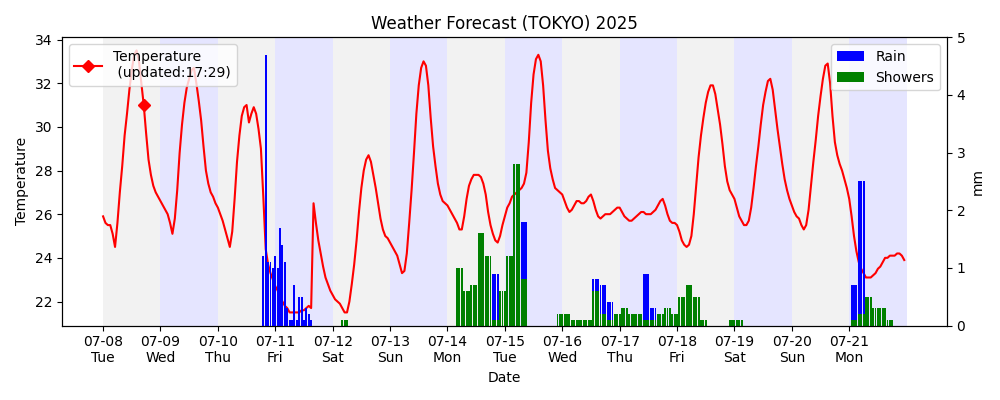 Weather Forecast (TOKYO) 2025
Temperature
(updated:17:29)
Rain
Showers
34
32
30
28
26
24
22
Temperature
5
4
3
2
1
0
mm
07-08 07-09 07-10 07-11 07-12 07-13 07-14 07-15 07-16 07-17 07-18 07-19 07-20 07-21
Tue Wed Thu Fri Sat Sun Mon Tue Wed Thu Fri Sat Sun Mon
Date